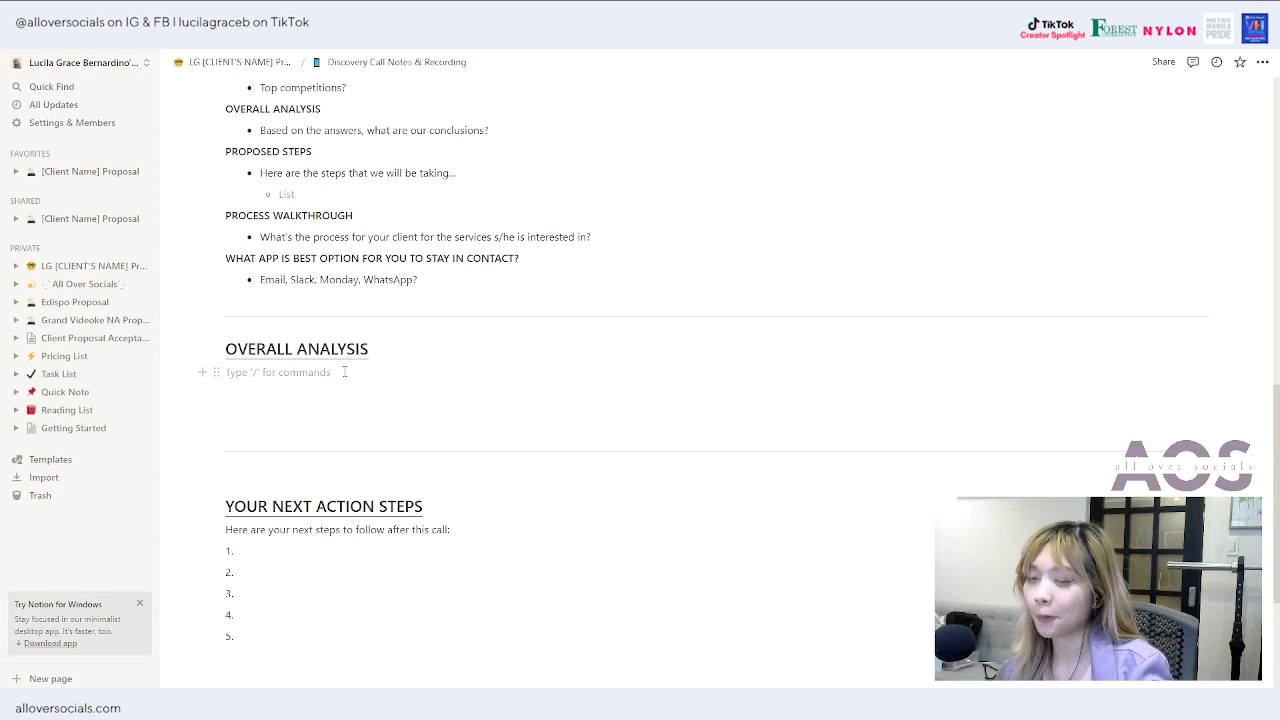 @alloversocials on IG & FB l lucilagraceb on TikTok
TikTok
Creator Spotlight
FOREST
INTERACTIVE
NYLON
METRO
MANILA
PRIDE
VH
Lucila Grace Bernardino'...
LG [CLIENT'S NAME] Pr... / Discovery Call Notes & Recording
Share
Quick Find
All Updates
Settings & Members
FAVORITES
[Client Name] Proposal
SHARED
[Client Name] Proposal
PRIVATE
LG [CLIENT'S NAME] Pr...
All Over Socials
Edispo Proposal
Grand Videoke NA Prop...
Client Proposal Accepta...
Pricing List
Task List
Quick Note
Reading List
Getting Started
Templates
Import
Trash
Try Notion for Windows
Stay focused in our minimalist
desktop app. It's faster, too.
↓ Download app
New page
• Top competitions?
OVERALL ANALYSIS
• Based on the answers, what are our conclusions?
PROPOSED STEPS
• Here are the steps that we will be taking...
◦ List
PROCESS WALKTHROUGH
• What's the process for your client for the services s/he is interested in?
WHAT APP IS BEST OPTION FOR YOU TO STAY IN CONTACT?
• Email, Slack, Monday, WhatsApp?
OVERALL ANALYSIS
Type '/' for commands
YOUR NEXT ACTION STEPS
Here are your next steps to follow after this call:
1.
2.
3.
4.
5.
AOS
all over socials
alloversocials.com